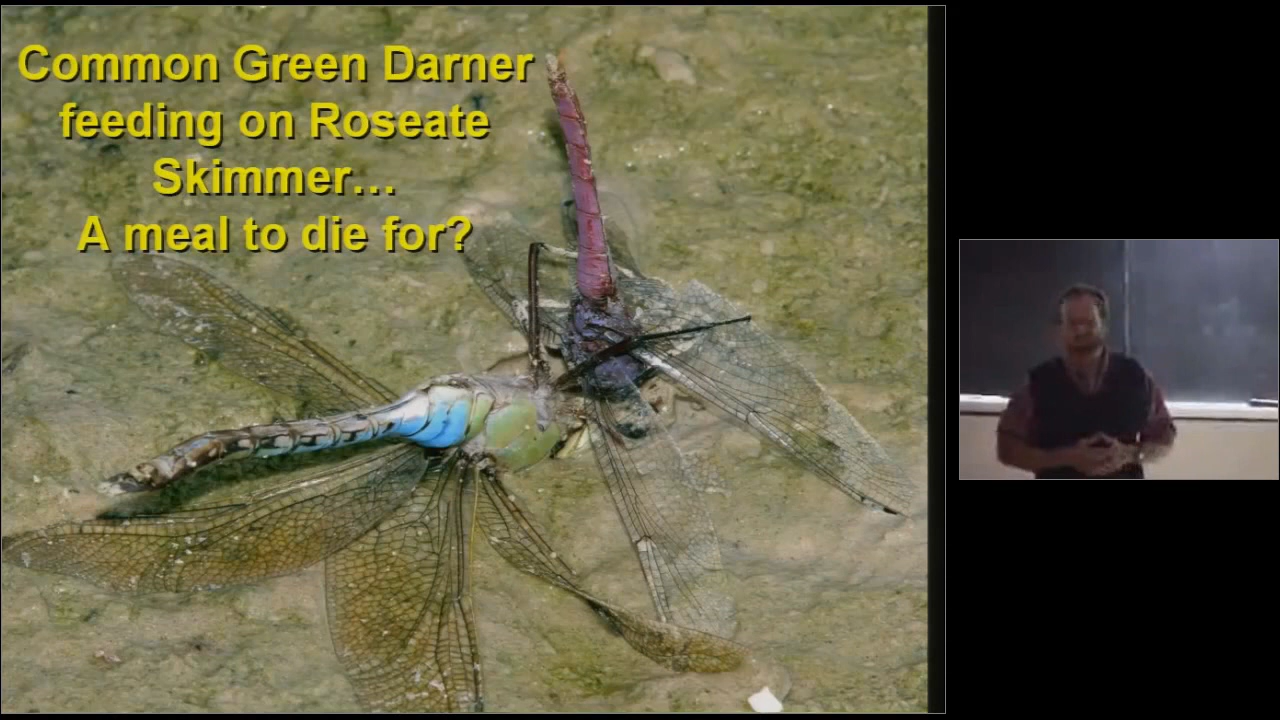 Common Green Darner
feeding on Roseate
Skimmer…
A meal to die for?